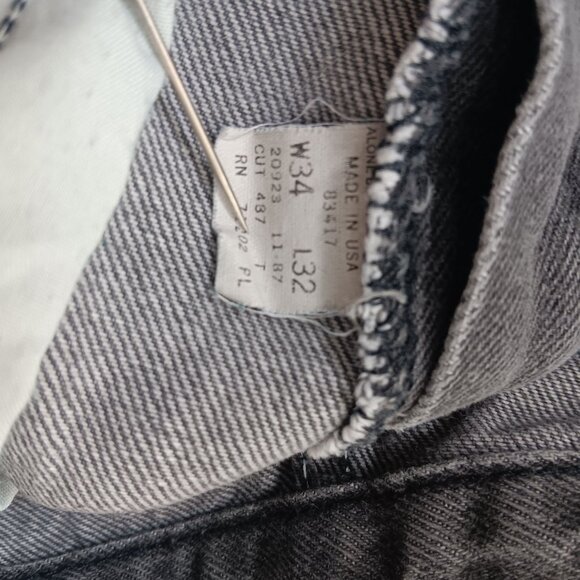 MADE IN USA
83417
W34 L32
20923 11-87
CUT 487 T
RN PL